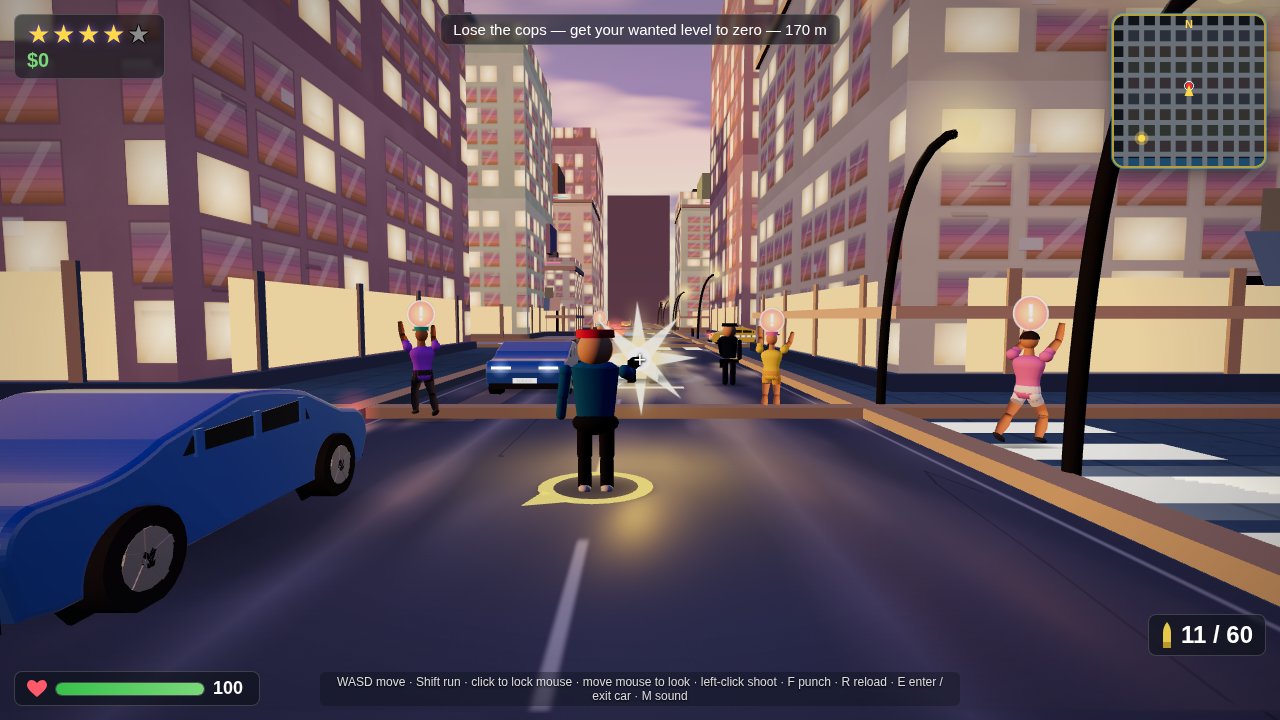 Lose the cops — get your wanted level to zero — 170 m
$0
N
!
!
!
11 / 60
100
WASD move · Shift run · click to lock mouse · move mouse to look · left-click shoot · F punch · R reload · E enter /
exit car · M sound